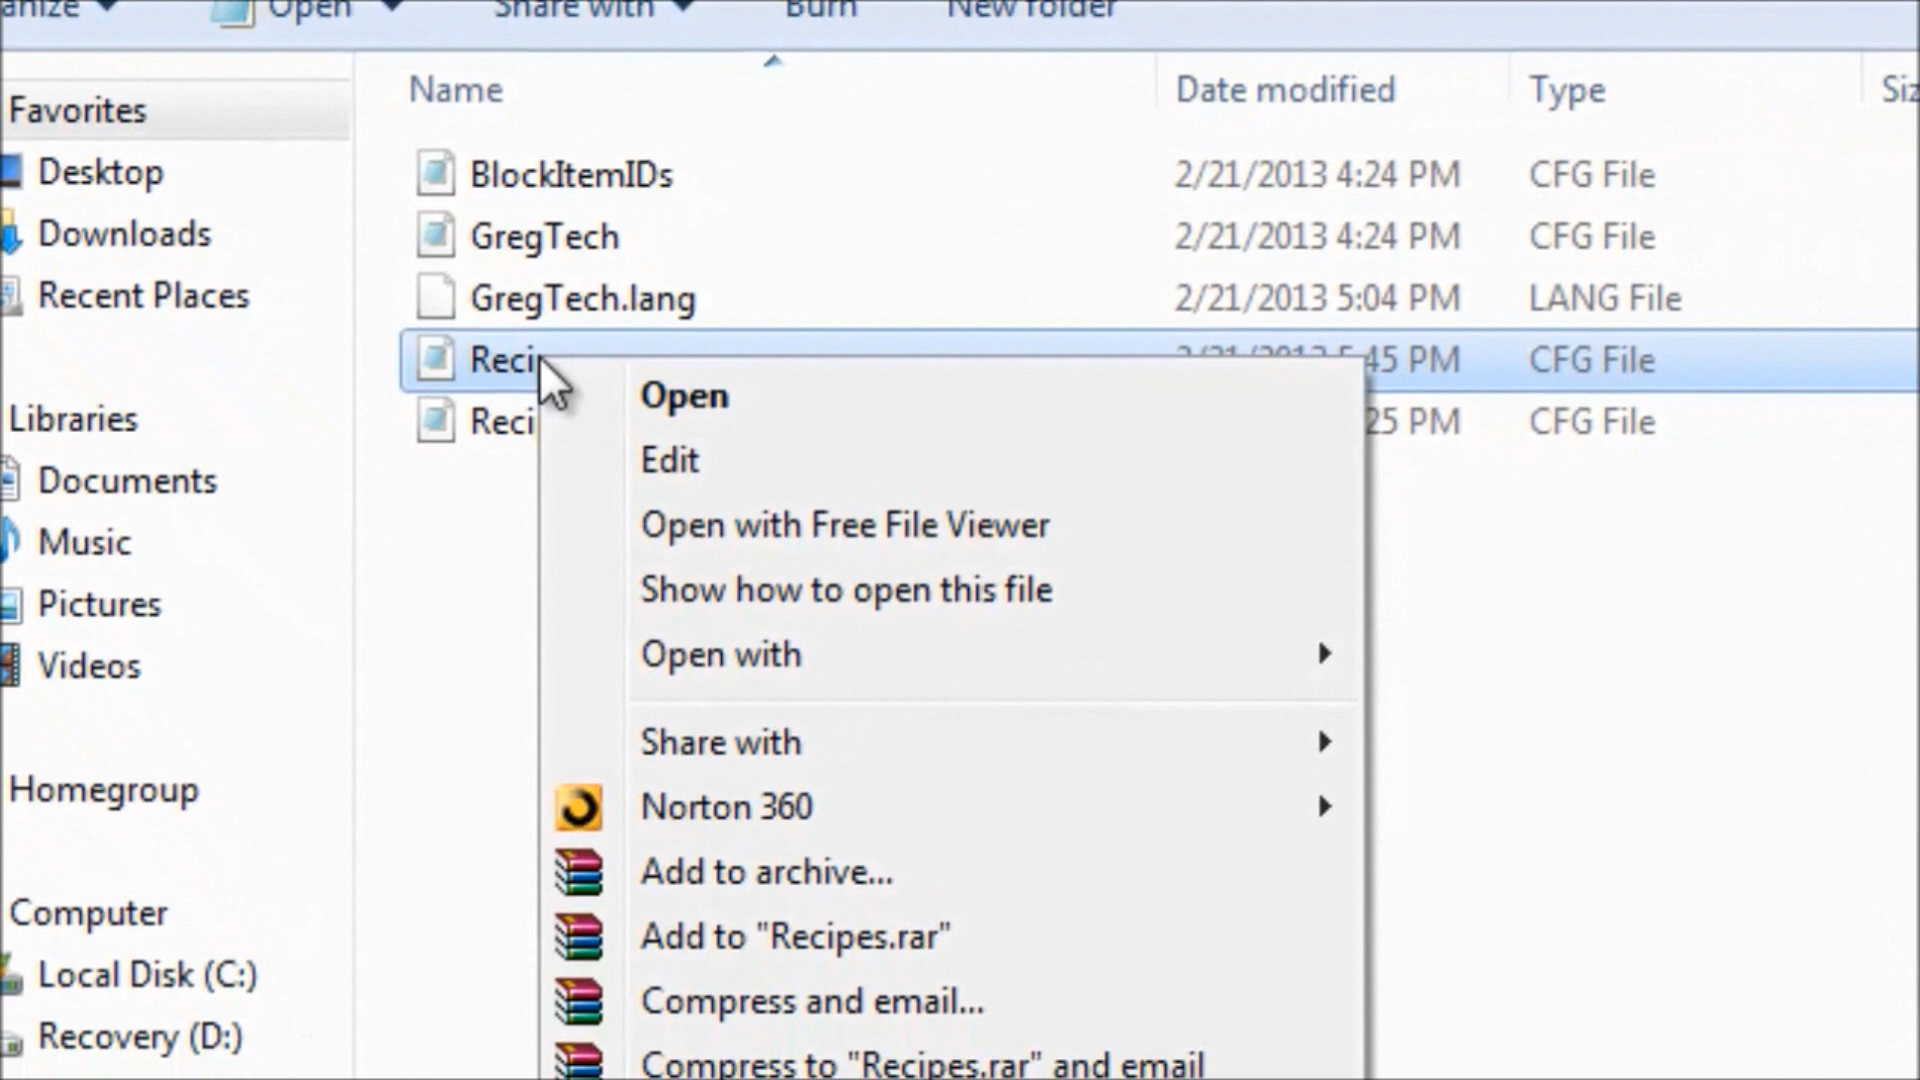 Open
Share with
Burn
New folder
Name
Date modified
Type
Favorites
Desktop
Downloads
Recent Places
Libraries
Documents
Music
Pictures
Videos
Homegroup
Computer
Local Disk (C:)
Recovery (D:)
BlockItemIDs 2/21/2013 4:24 PM CFG File
GregTech 2/21/2013 4:24 PM CFG File
GregTech.lang 2/21/2013 5:04 PM LANG File
Reci 2/21/2013 5:45 PM CFG File
Reci 25 PM CFG File
Open
Edit
Open with Free File Viewer
Show how to open this file
Open with
Share with
Norton 360
Add to archive...
Add to "Recipes.rar"
Compress and email...
Compress to "Recipes.rar" and email